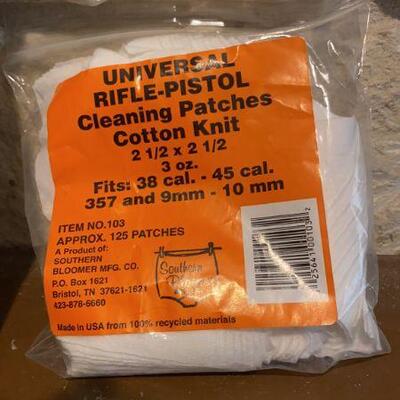 UNIVERSAL
RIFLE-PISTOL
Cleaning Patches
Cotton Knit
2 1/2 x 2 1/2
3 oz.
Fits: 38 cal. - 45 cal.
357 and 9mm - 10 mm
ITEM NO.103
APPROX. 125 PATCHES
A Product of:
SOUTHERN
BLOOMER MFG. CO.
P.O. Box 1621
Bristol, TN 37621-1621
423-878-6660
Southern
Bloomer
Made in USA from 100% recycled materials